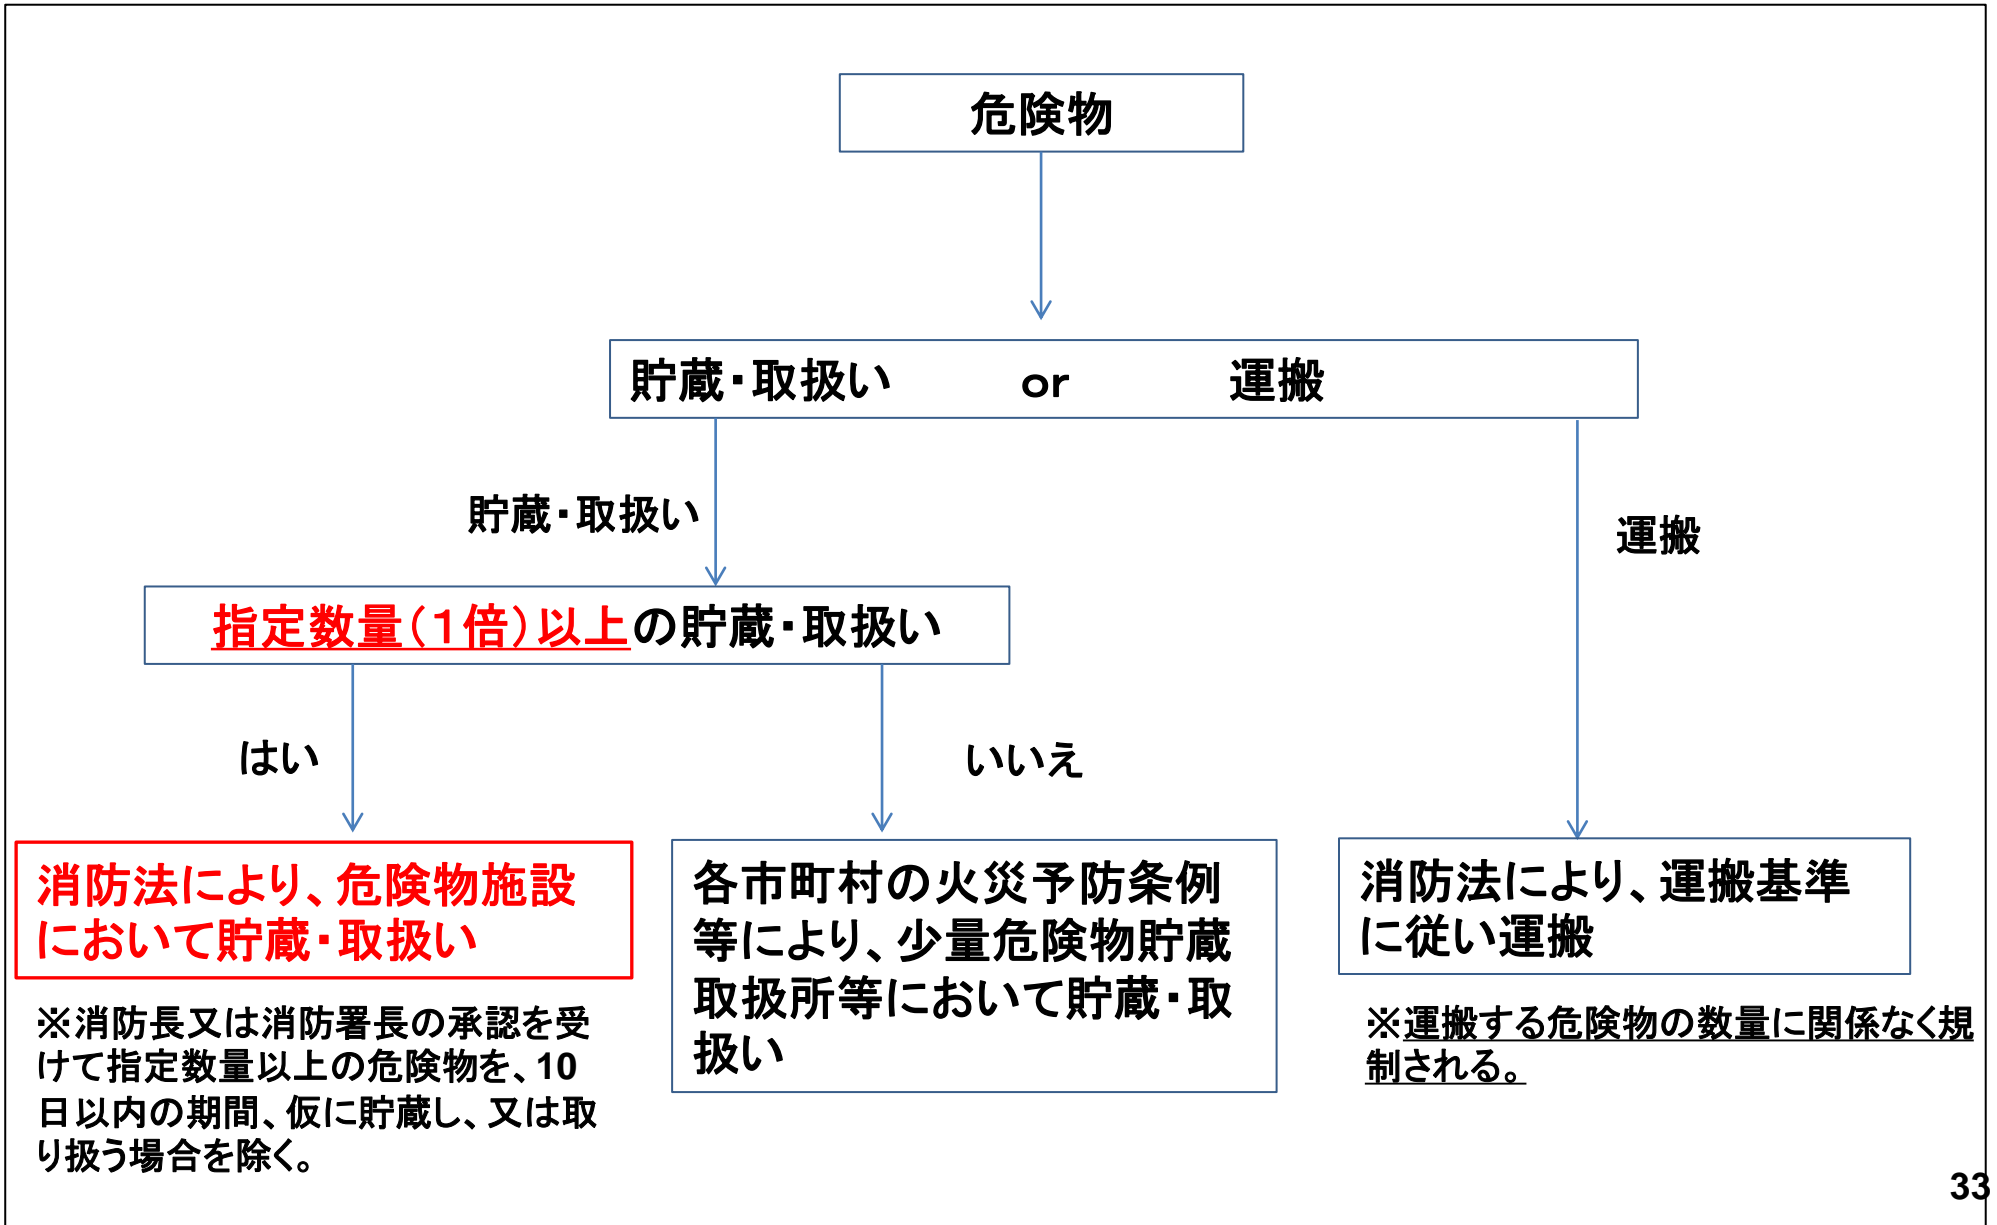 危険物
貯蔵・取扱い　or　運搬
貯蔵・取扱い
運搬
指定数量（１倍）以上の貯蔵・取扱い
はい
いいえ
消防法により、危険物施設
において貯蔵・取扱い
※消防長又は消防署長の承認を受
けて指定数量以上の危険物を、10
日以内の期間、仮に貯蔵し、又は取
り扱う場合を除く。
各市町村の火災予防条例
等により、少量危険物貯蔵
取扱所等において貯蔵・取
扱い
消防法により、運搬基準
に従い運搬
※運搬する危険物の数量に関係なく規
制される。
33